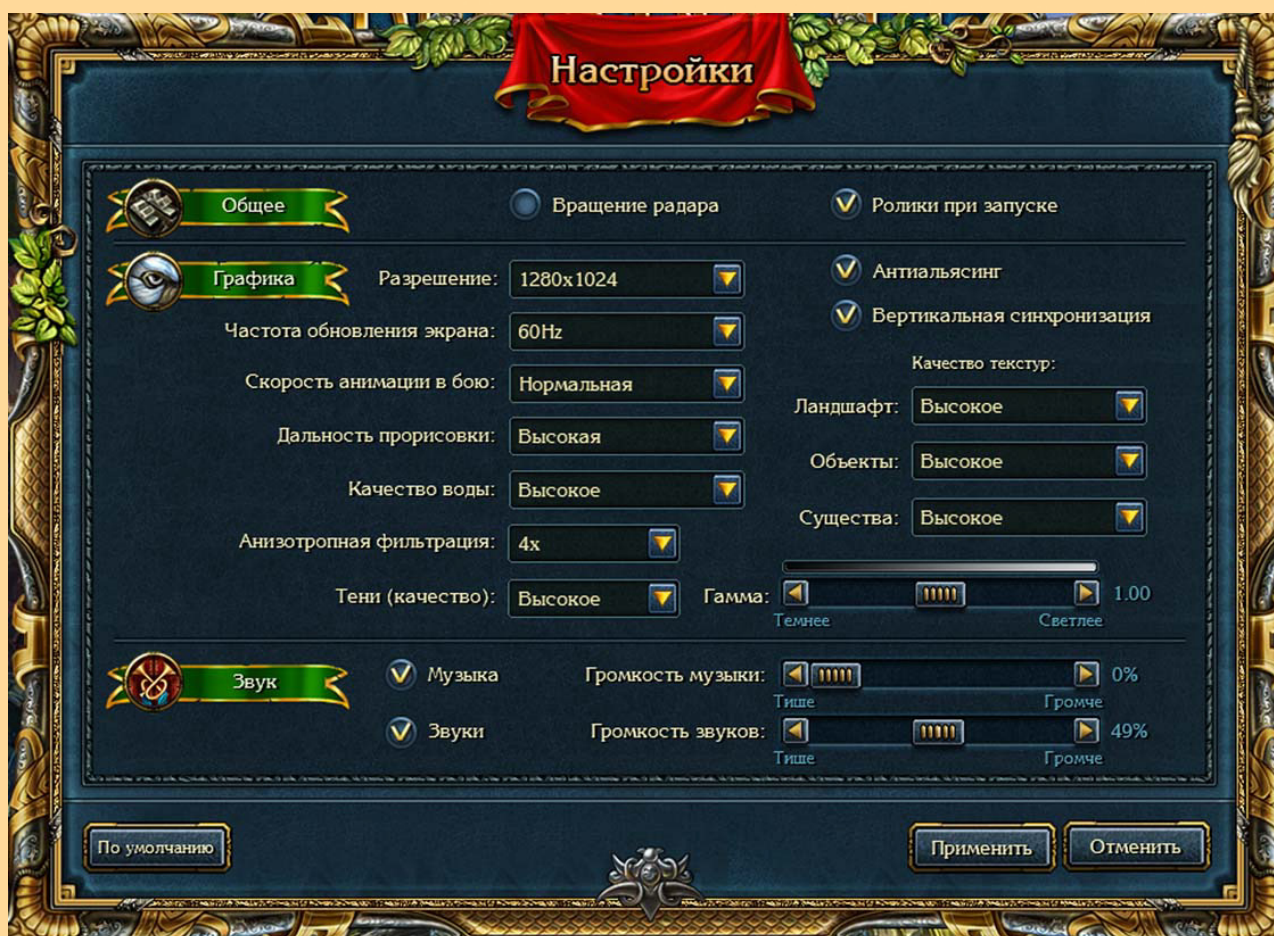 Настройки
Общее
Вращение радара
Ролики при запуске
Графика
Разрешение: 1280x1024
Антиальясинг
Частота обновления экрана: 60Hz
Вертикальная синхронизация
Скорость анимации в бою: Нормальная
Качество текстур:
Ландшафт: Высокое
Дальность прорисовки: Высокая
Объекты: Высокое
Качество воды: Высокое
Существа: Высокое
Анизотропная фильтрация: 4x
Тени (качество): Высокое
Гамма: 1.00
Темнее Светлее
Звук
Музыка
Громкость музыки: 0%
Тише Громче
Звуки
Громкость звуков: 49%
Тише Громче
По умолчанию
Применить
Отменить